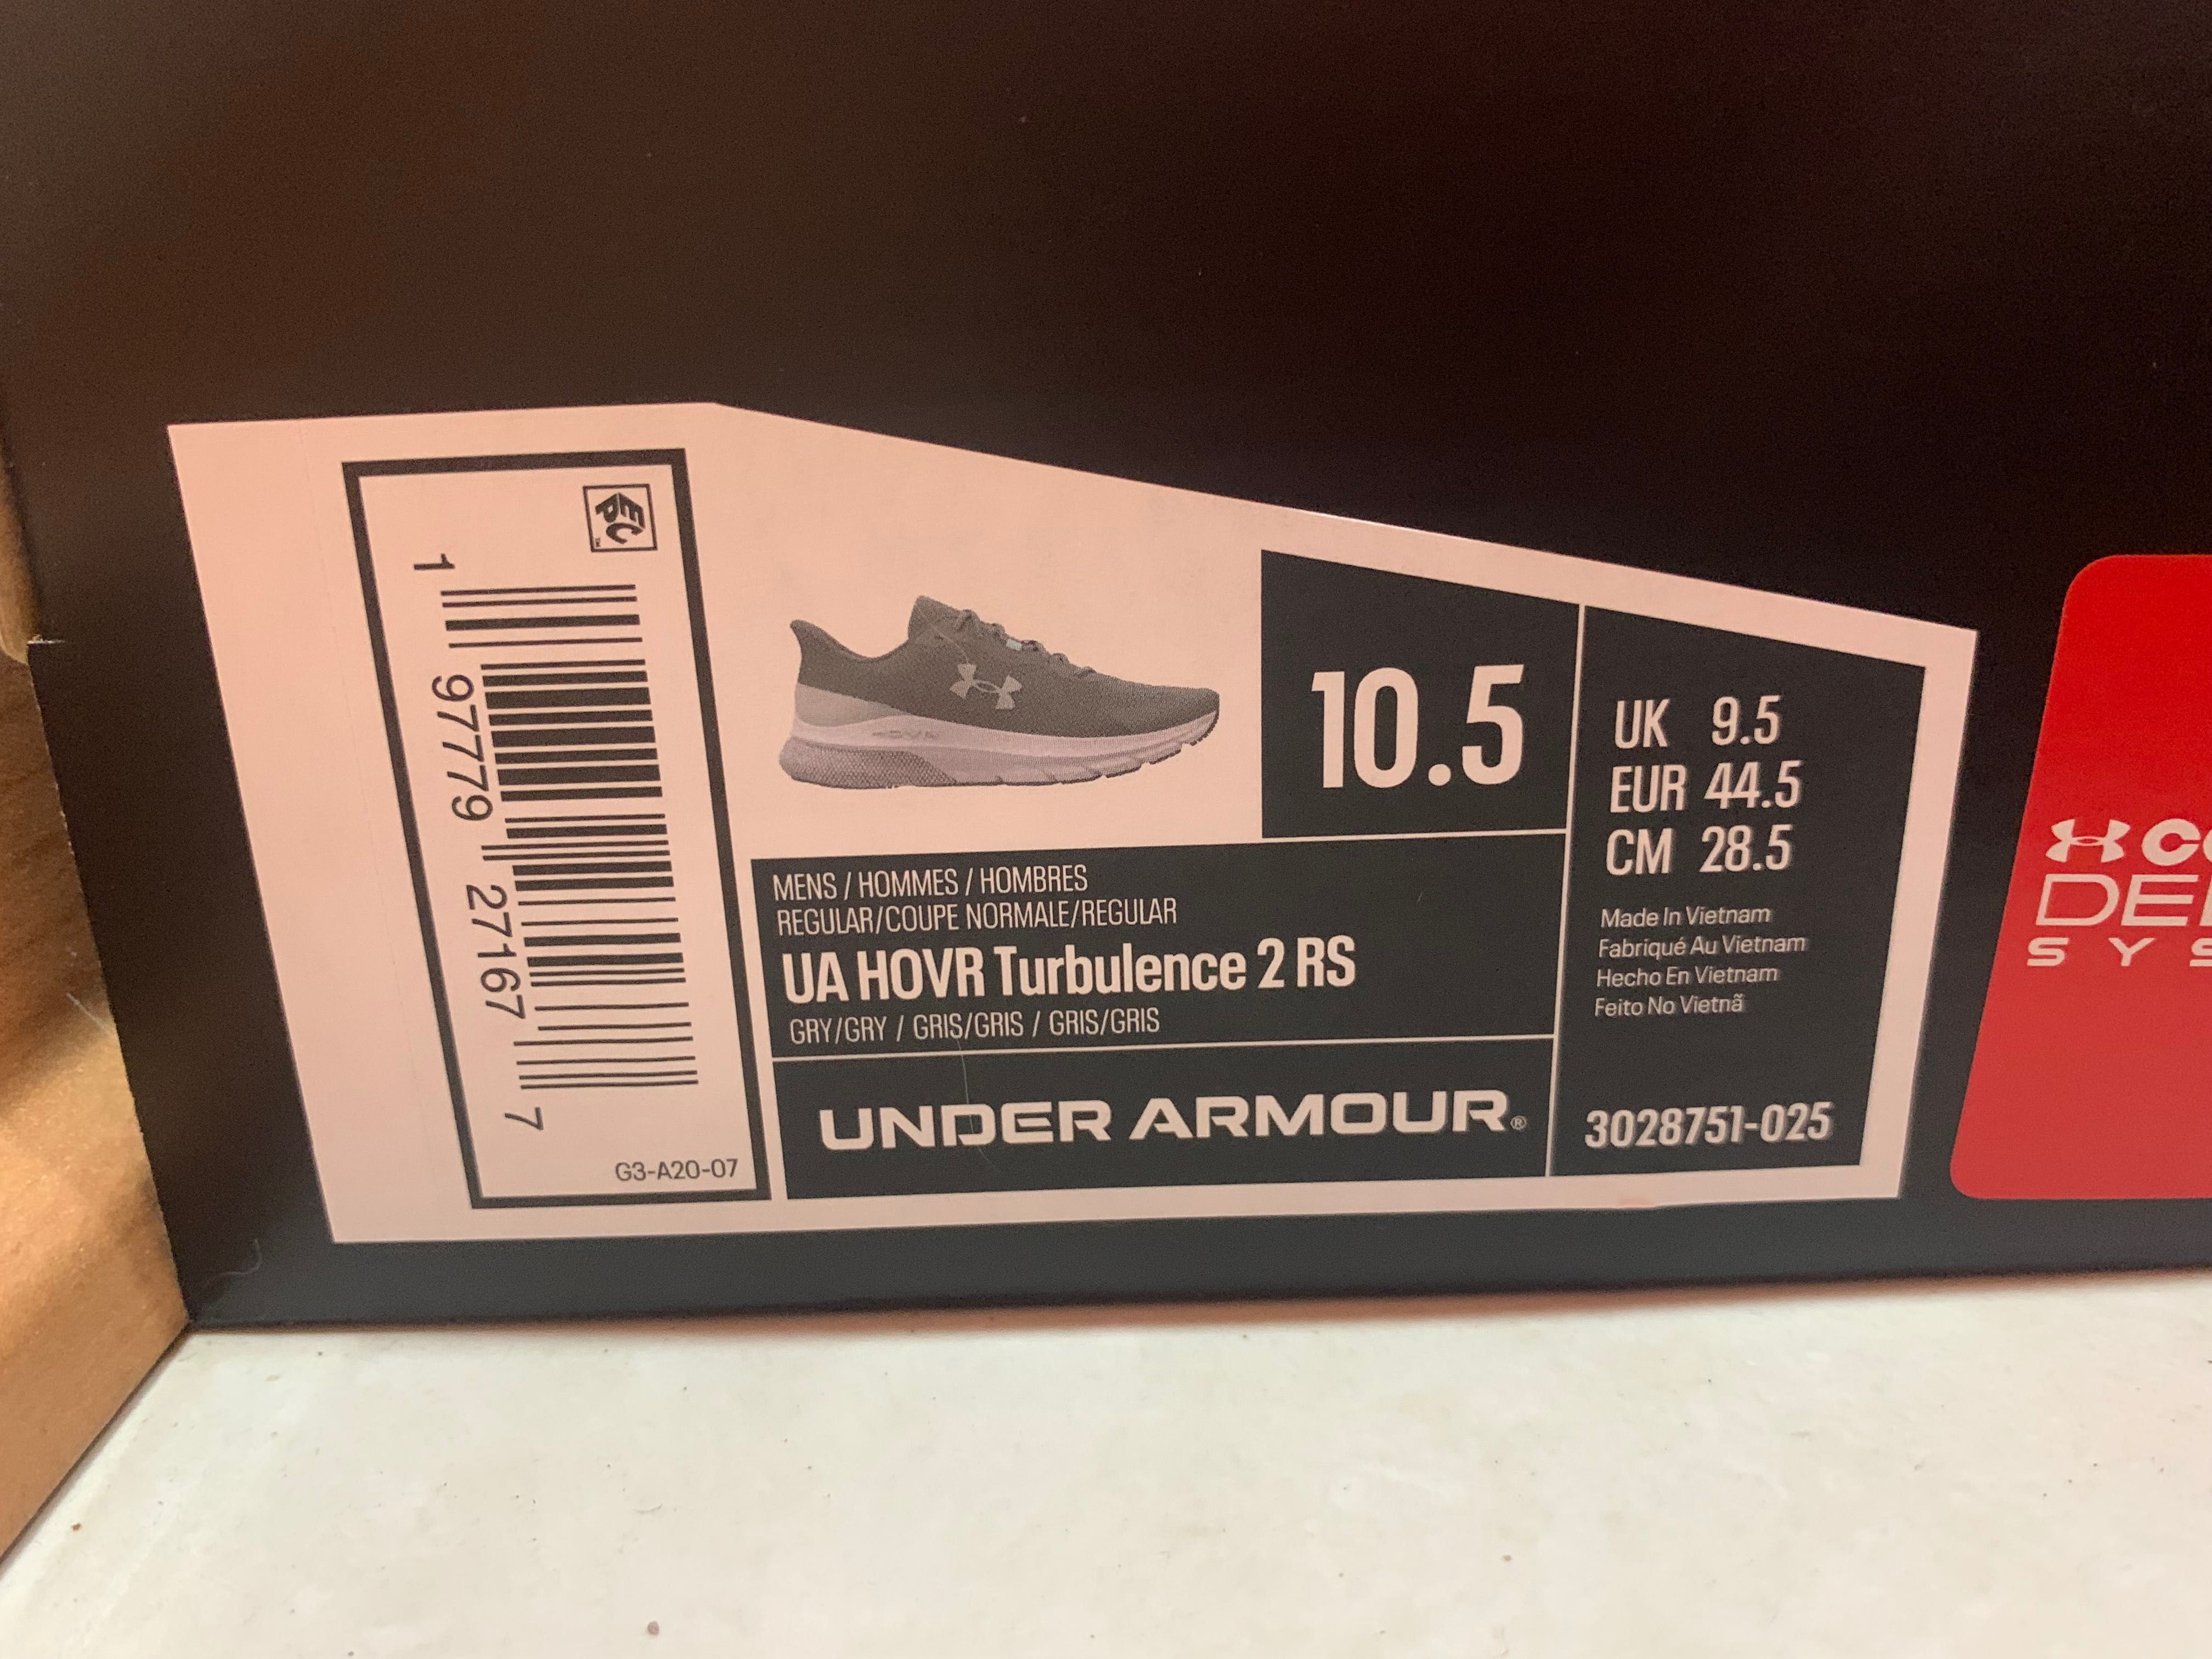 1 97779 27167 7
G3-A20-07
10.5
MENS / HOMMES / HOMBRES
REGULAR/COUPE NORMALE/REGULAR
UA HOVR Turbulence 2 RS
GRY/GRY / GRIS/GRIS / GRIS/GRIS
UNDER ARMOUR®
UK 9.5
EUR 44.5
CM 28.5
Made In Vietnam
Fabriqué Au Vietnam
Hecho En Vietnam
Feito No Vietnã
3028751-025